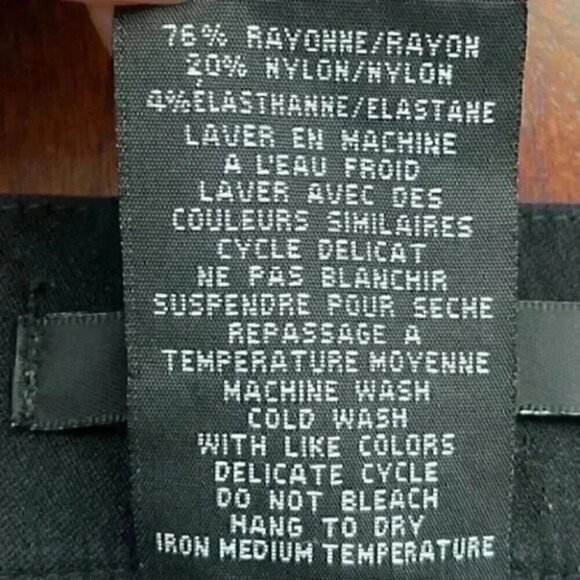 76% RAYONNE/RAYON
20% NYLON/NYLON
4% ÉLASTHANNE/ELASTANE
LAVER EN MACHINE
A L'EAU FROID
LAVER AVEC DES
COULEURS SIMILAIRES
CYCLE DELICAT
NE PAS BLANCHIR
SUSPENDRE POUR SECHE
REPASSAGE A
TEMPERATURE MOYENNE
MACHINE WASH
COLD WASH
WITH LIKE COLORS
DELICATE CYCLE
DO NOT BLEACH
HANG TO DRY
IRON MEDIUM TEMPERATURE